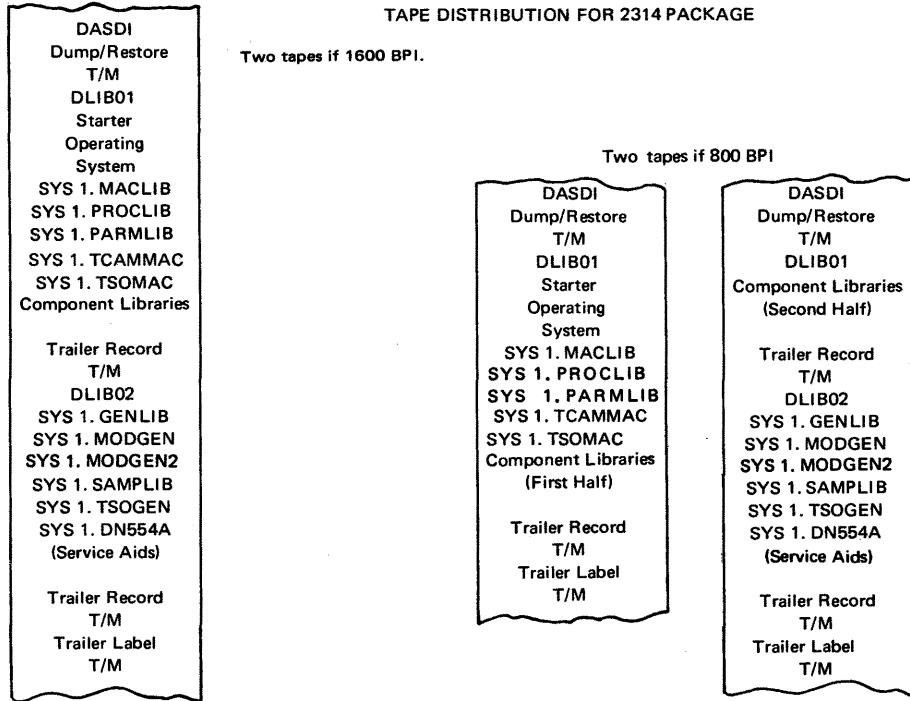 TAPE DISTRIBUTION FOR 2314 PACKAGE
Two tapes if 1600 BPI.
DASDI
Dump/Restore
T/M
DLIB01
Starter
Operating
System
SYS 1. MACLIB
SYS 1. PROCLIB
SYS 1. PARMLIB
SYS 1. TCAMMAC
SYS 1. TSOMAC
Component Libraries
Trailer Record
T/M
DLIB02
SYS 1. GENLIB
SYS 1. MODGEN
SYS 1. MODGEN2
SYS 1. SAMPLIB
SYS 1. TSOGEN
SYS 1. DN554A
(Service Aids)
Trailer Record
T/M
Trailer Label
T/M
Two tapes if 800 BPI
DASDI
Dump/Restore
T/M
DLIB01
Starter
Operating
System
SYS 1. MACLIB
SYS 1. PROCLIB
SYS 1. PARMLIB
SYS 1. TCAMMAC
SYS 1. TSOMAC
Component Libraries
(First Half)
Trailer Record
T/M
Trailer Label
T/M
DASDI
Dump/Restore
T/M
DLIB01
Component Libraries
(Second Half)
Trailer Record
T/M
DLIB02
SYS 1. GENLIB
SYS 1. MODGEN
SYS 1. MODGEN2
SYS 1. SAMPLIB
SYS 1. TSOGEN
SYS 1. DN554A
(Service Aids)
Trailer Record
T/M
Trailer Label
T/M